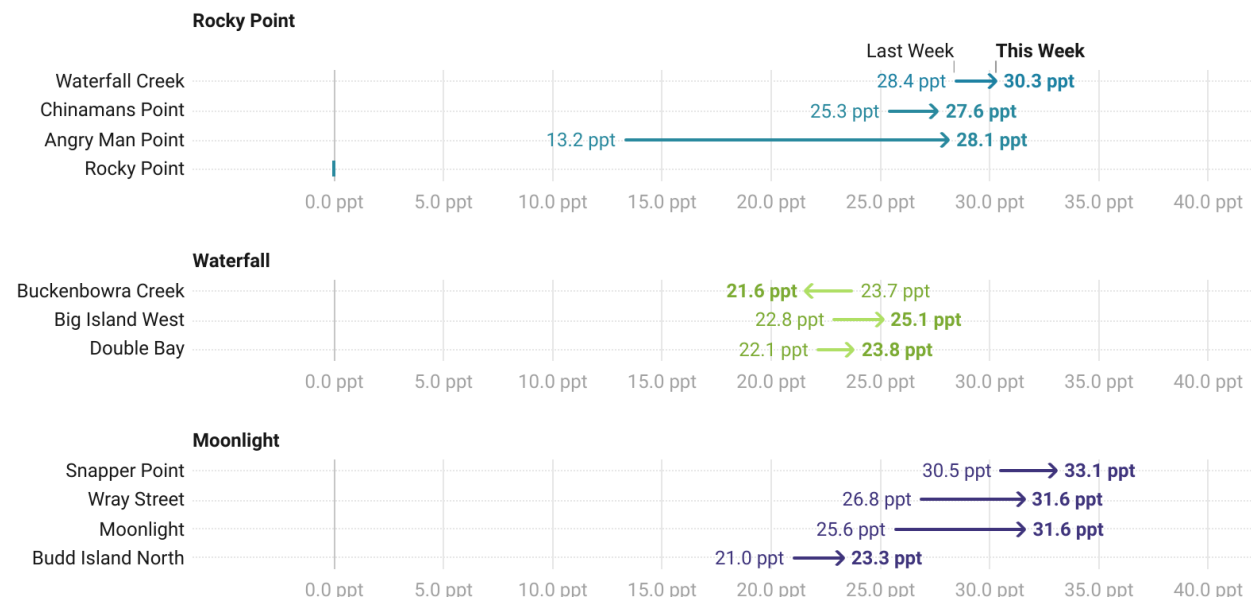 Rocky Point
Last Week This Week
Waterfall Creek 28.4 ppt 30.3 ppt
Chinamans Point 25.3 ppt 27.6 ppt
Angry Man Point 13.2 ppt 28.1 ppt
Rocky Point
0.0 ppt 5.0 ppt 10.0 ppt 15.0 ppt 20.0 ppt 25.0 ppt 30.0 ppt 35.0 ppt 40.0 ppt
Waterfall
Buckenbowra Creek 21.6 ppt 23.7 ppt
Big Island West 22.8 ppt 25.1 ppt
Double Bay 22.1 ppt 23.8 ppt
0.0 ppt 5.0 ppt 10.0 ppt 15.0 ppt 20.0 ppt 25.0 ppt 30.0 ppt 35.0 ppt 40.0 ppt
Moonlight
Snapper Point 30.5 ppt 33.1 ppt
Wray Street 26.8 ppt 31.6 ppt
Moonlight 25.6 ppt 31.6 ppt
Budd Island North 21.0 ppt 23.3 ppt
0.0 ppt 5.0 ppt 10.0 ppt 15.0 ppt 20.0 ppt 25.0 ppt 30.0 ppt 35.0 ppt 40.0 ppt